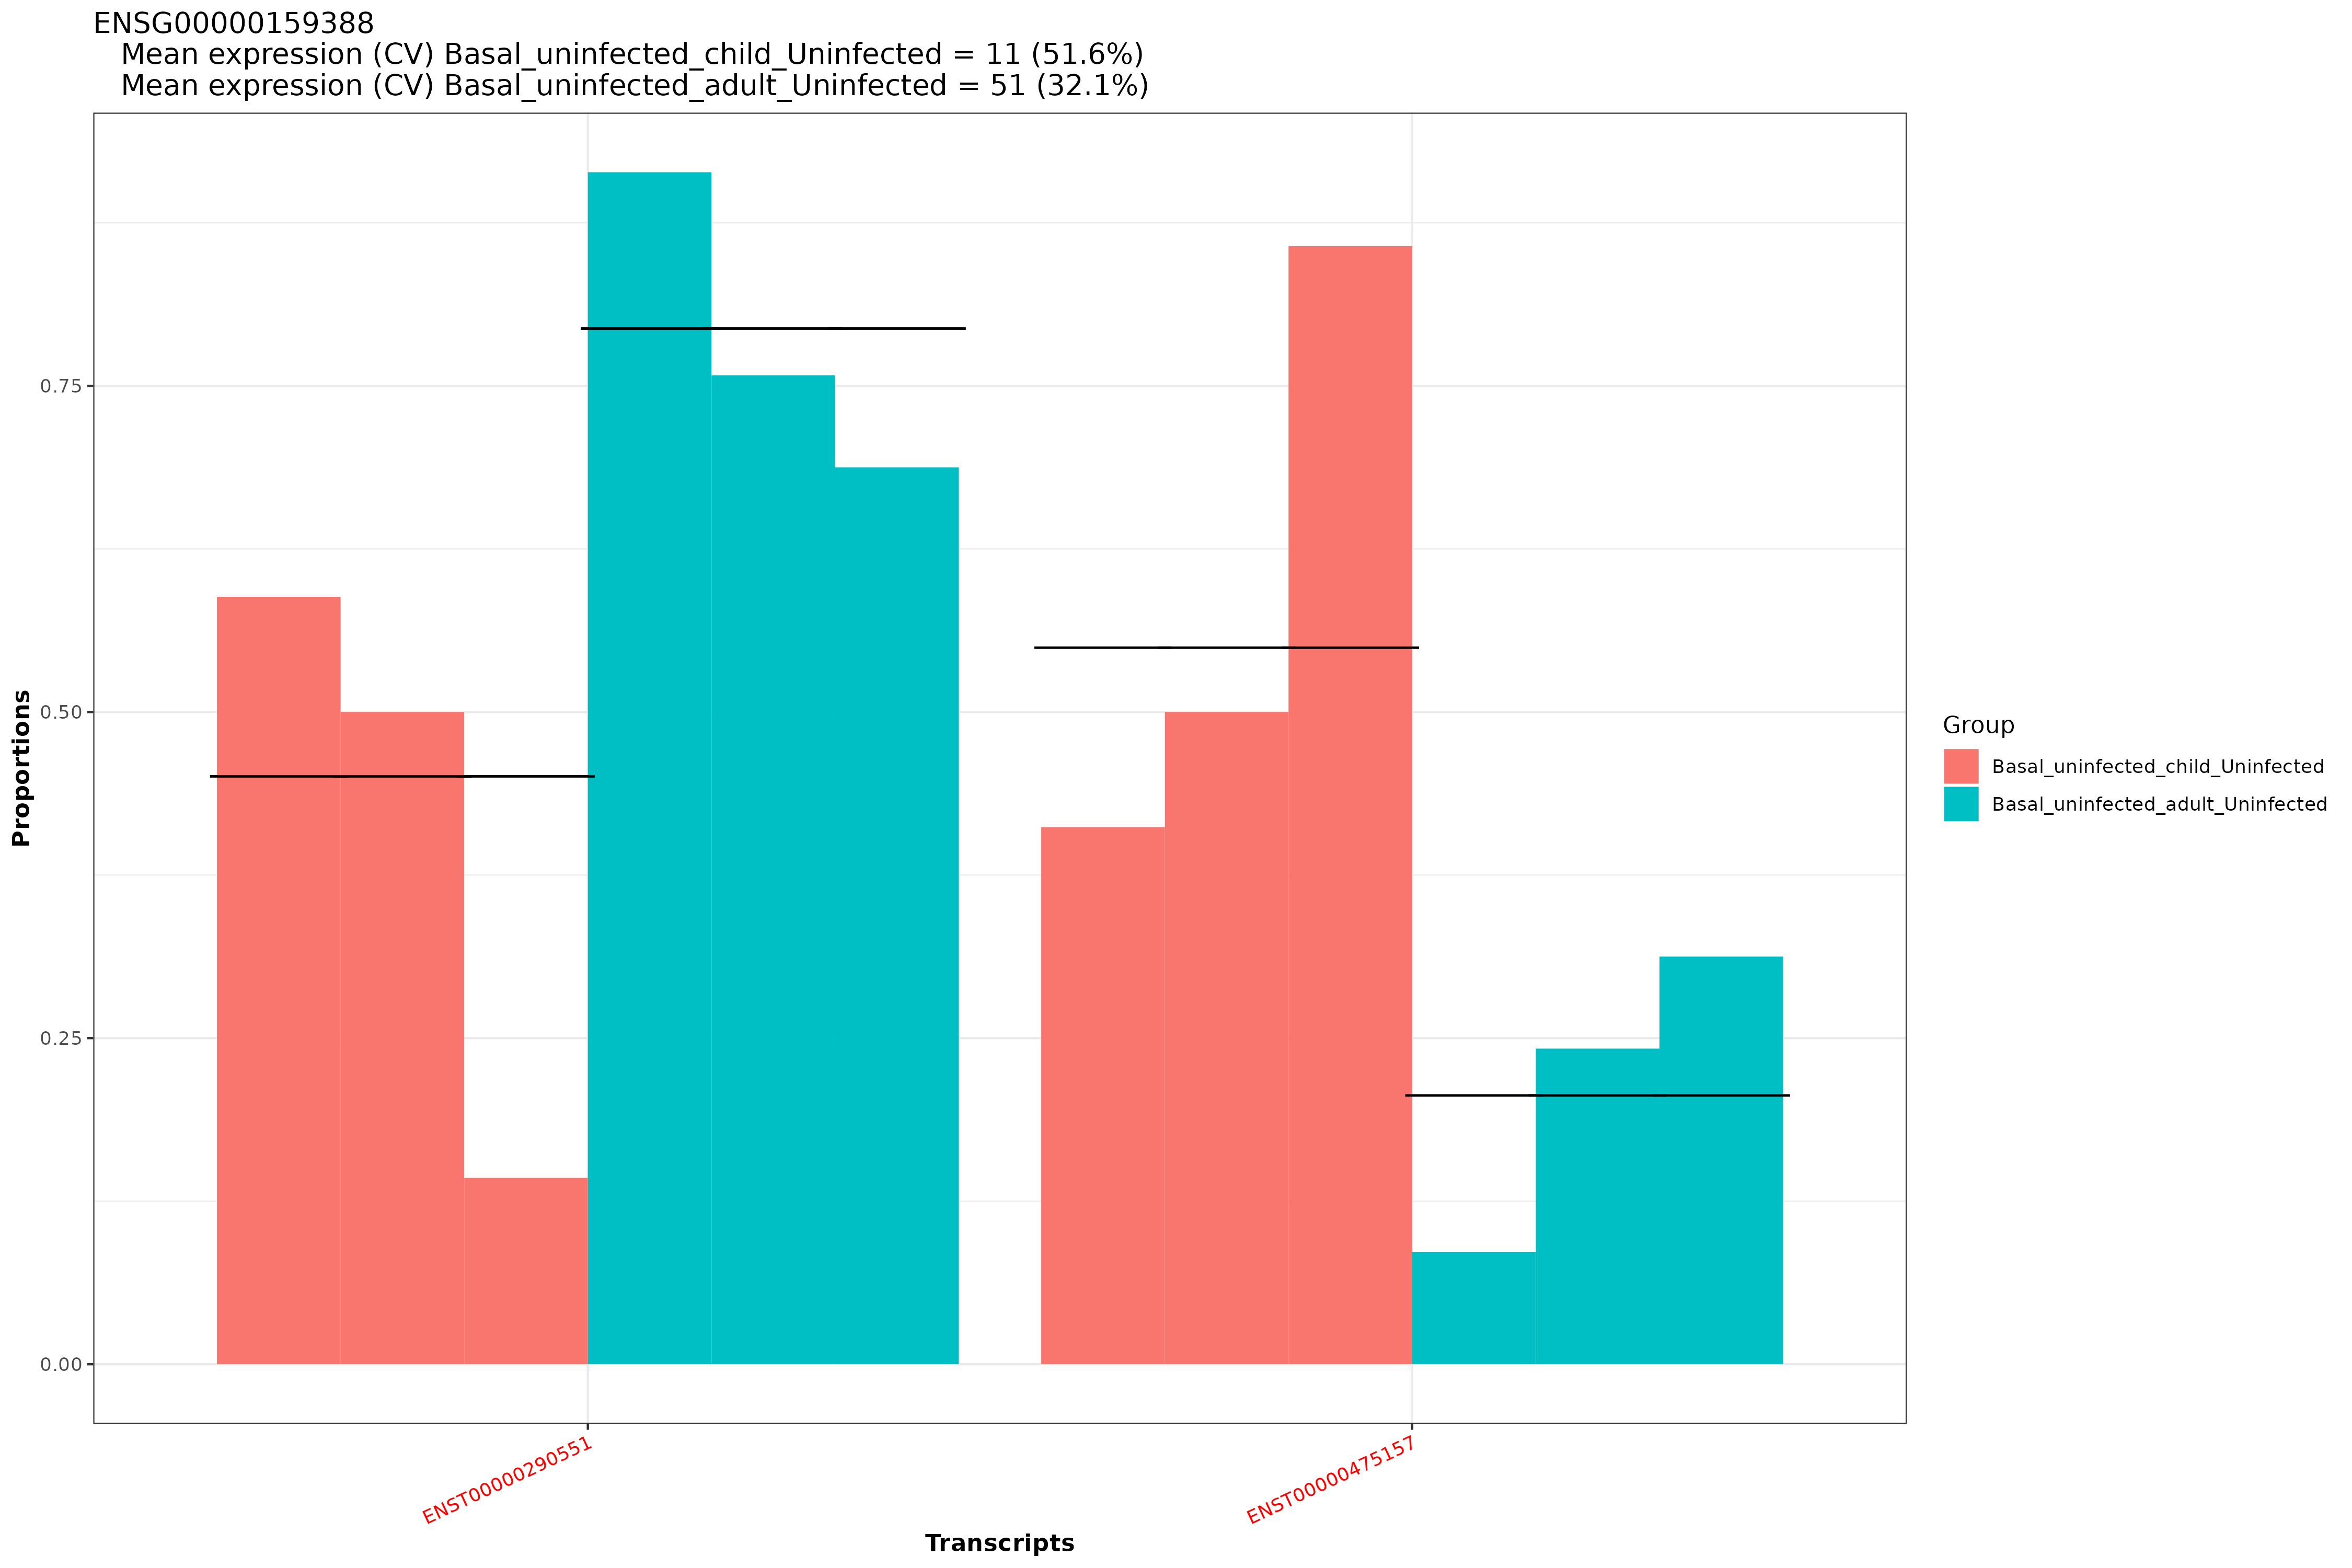 ENSG00000159388
Mean expression (CV) Basal_uninfected_child_Uninfected = 11 (51.6%)
Mean expression (CV) Basal_uninfected_adult_Uninfected = 51 (32.1%)
Proportions
0.75
0.50
0.25
0.00
ENST00000290551
ENST00000475157
Transcripts
Group
Basal_uninfected_child_Uninfected
Basal_uninfected_adult_Uninfected